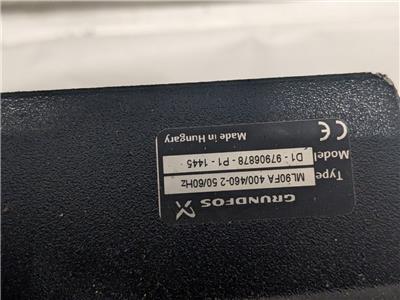 GRUNDFOS
Type ML90FA 400/460-2 50/60Hz
Model D1 - 97906878 - P1 - 1445
Made in Hungary CE